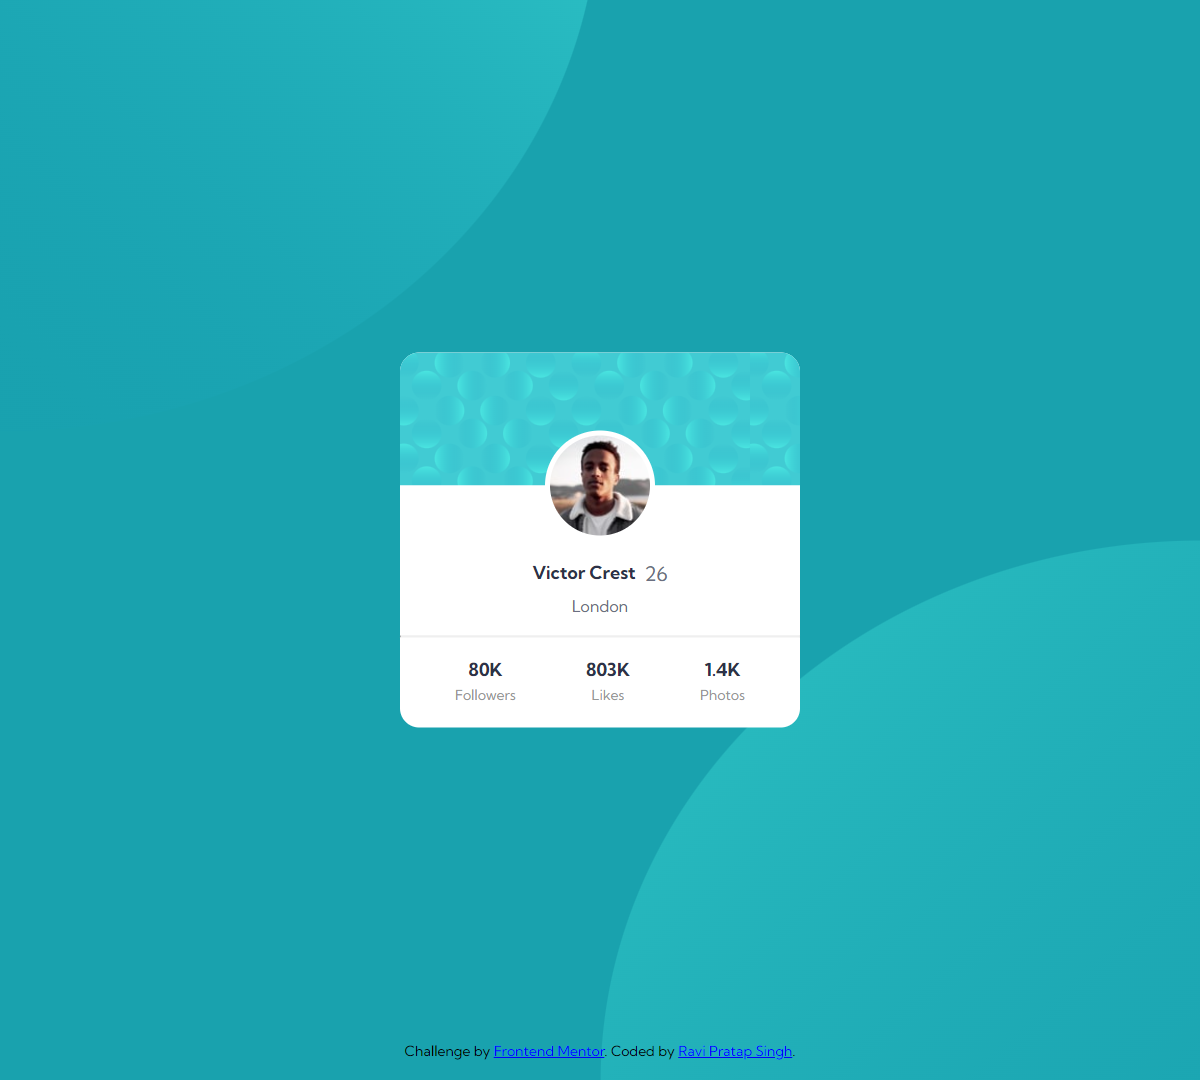 Victor Crest 26
London
80K 803K 1.4K
Followers Likes Photos
Challenge by Frontend Mentor. Coded by Ravi Pratap Singh.